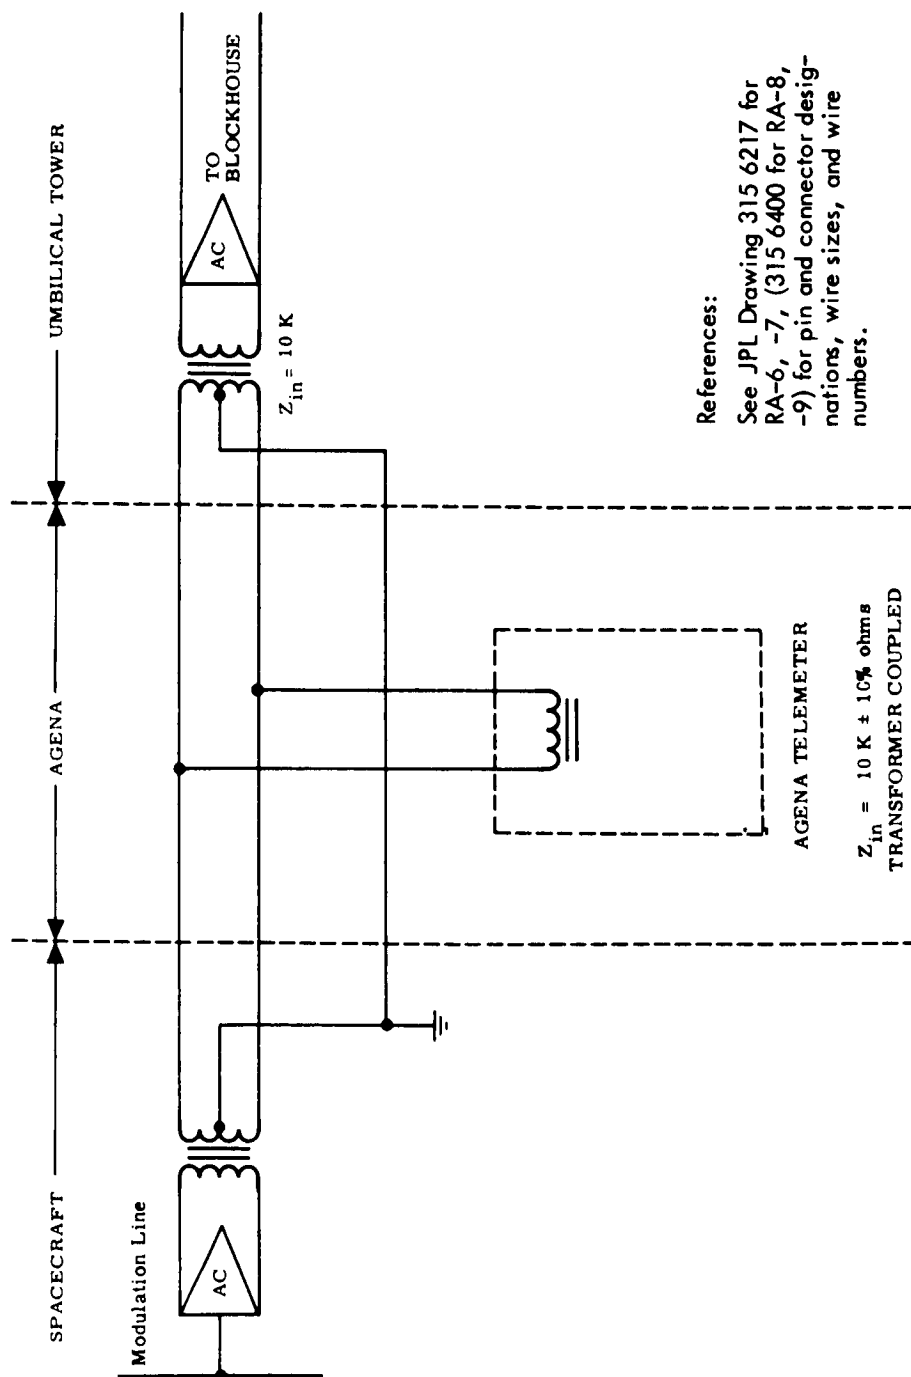 SPACECRAFT
AGENA
UMBILICAL TOWER
Modulation Line
AC
AC
TO
BLOCKHOUSE
Z_in = 10 K
AGENA TELEMETER
Z_in = 10 K ± 10% ohms
TRANSFORMER COUPLED
References:
See JPL Drawing 315 6217 for
RA-6, -7, (315 6400 for RA-8,
-9) for pin and connector desig-
nations, wire sizes, and wire
numbers.